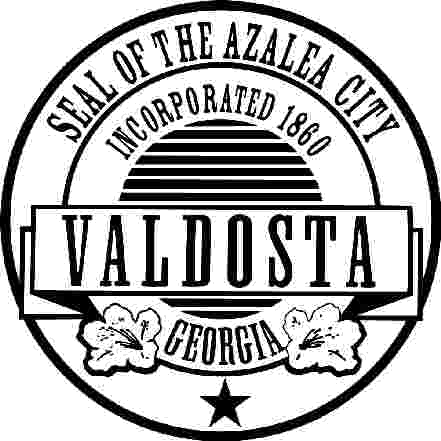 SEAL OF THE AZALEA CITY
INCORPORATED 1860
VALDOSTA
GEORGIA